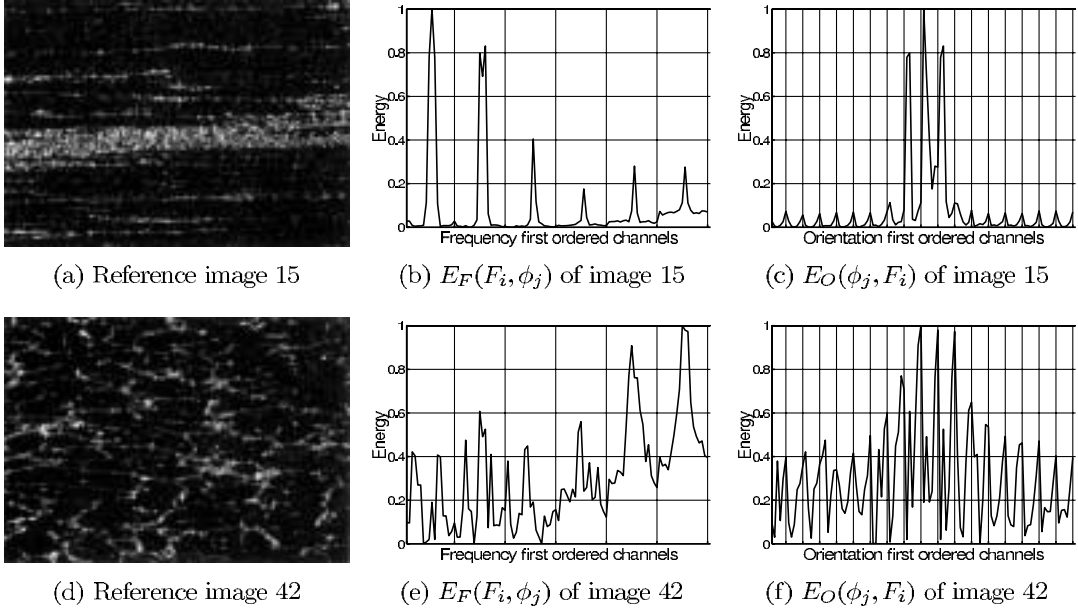 1
0.8
0.6
0.4
0.2
0
Energy
Frequency first ordered channels
1
0.8
0.6
0.4
0.2
0
Energy
Orientation first ordered channels
(a) Reference image 15
(b) $E_F(F_i, \phi_j)$ of image 15
(c) $E_O(\phi_j, F_i)$ of image 15
1
0.8
0.6
0.4
0.2
0
Energy
Frequency first ordered channels
1
0.8
0.6
0.4
0.2
0
Energy
Orientation first ordered channels
(d) Reference image 42
(e) $E_F(F_i, \phi_j)$ of image 42
(f) $E_O(\phi_j, F_i)$ of image 42